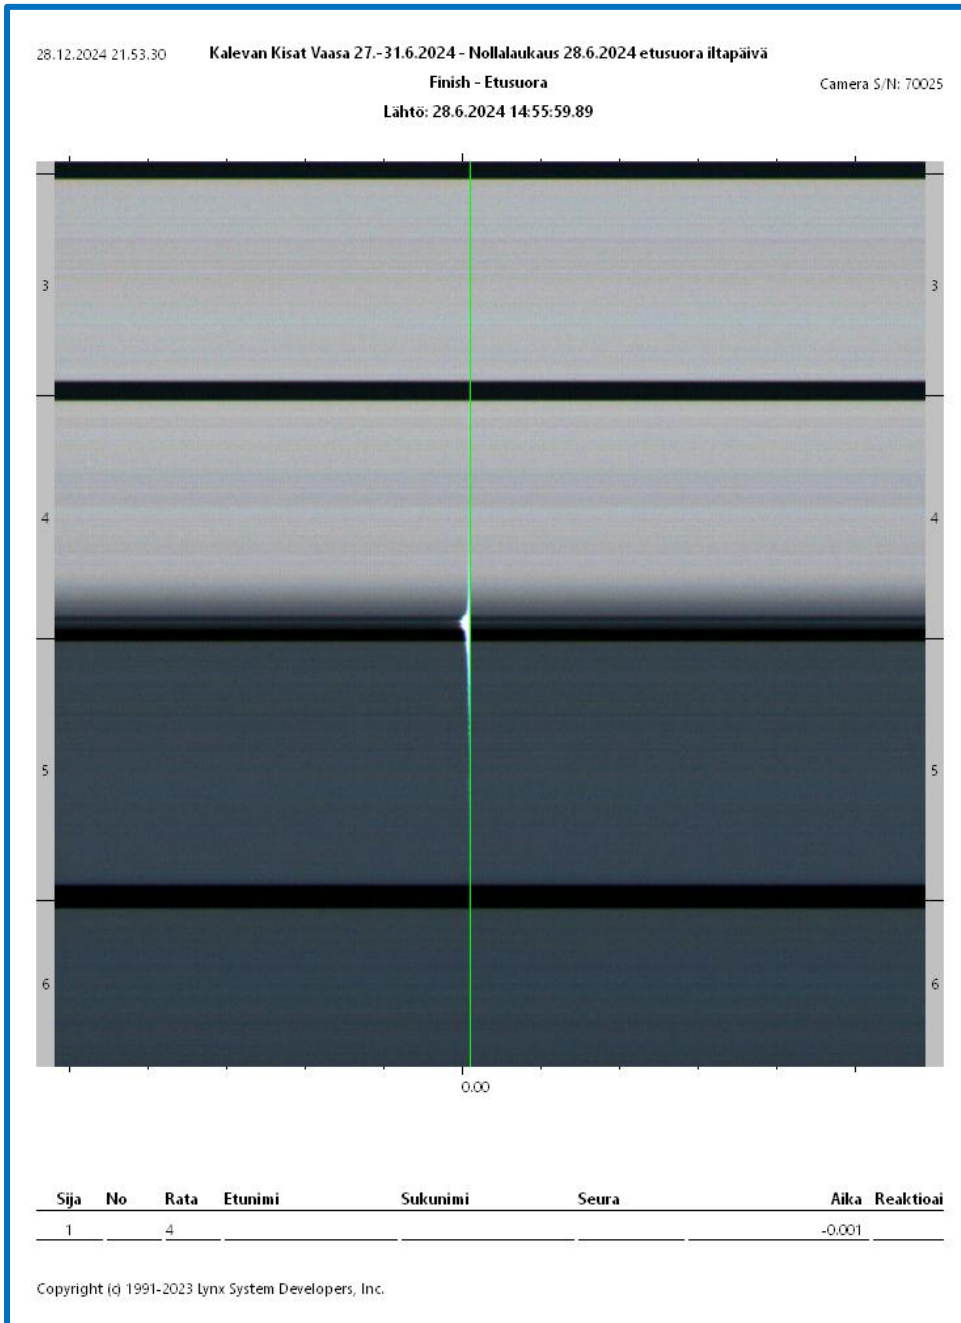 28.12.2024 21.53.30 Kalevan Kisat Vaasa 27.-31.6.2024 - Nollalaukaus 28.6.2024 etusuora iltapäivä
Finish - Etusuora
Camera S/N: 70025
Lähtö: 28.6.2024 14:55:59.89
3 3
4 4
5 5
6 6
0.00
Sija No Rata Etunimi Sukunimi Seura Aika Reaktioai
1 4 -0.001
Copyright (c) 1991-2023 Lynx System Developers, Inc.